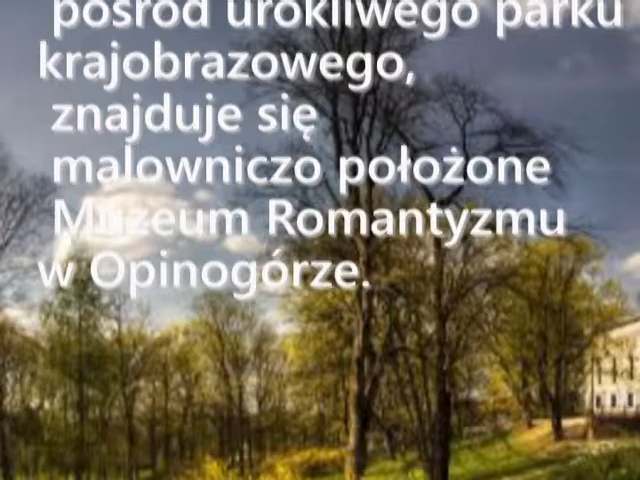 pośród urokliwego parku
krajobrazowego,
znajduje się
malowniczo położone
Muzeum Romantyzmu
w Opinogórze.